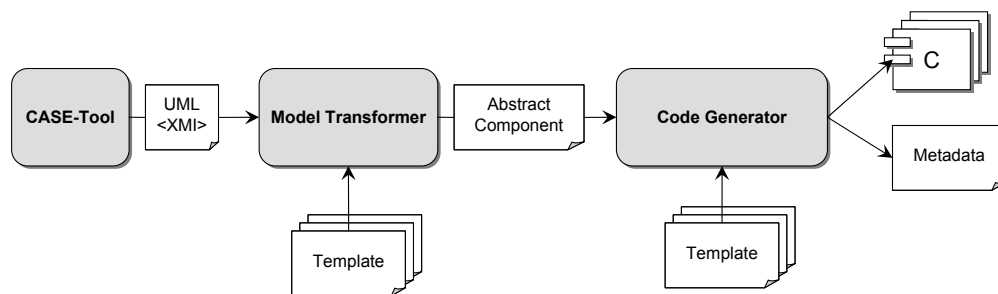 CASE-Tool
UML
<XMI>
Model Transformer
Abstract
Component
Code Generator
C
Metadata
Template
Template